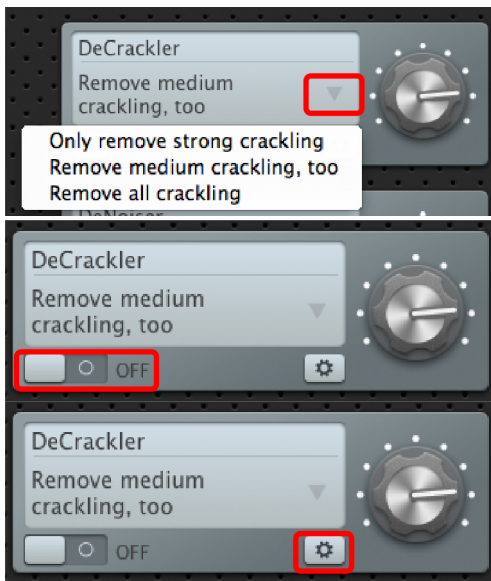 DeCrackler
Remove medium
crackling, too
Only remove strong crackling
Remove medium crackling, too
Remove all crackling
DeNoiser
DeCrackler
Remove medium
crackling, too
OFF
DeCrackler
Remove medium
crackling, too
OFF